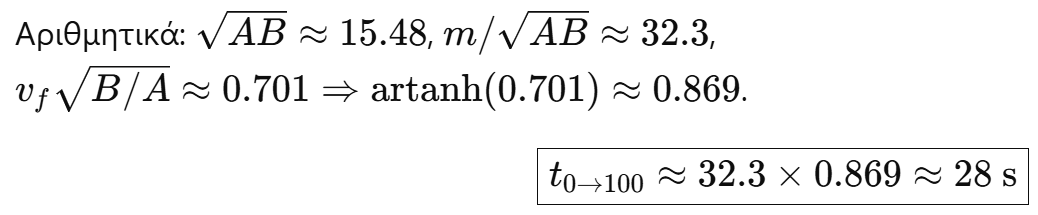 Αριθμητικά: √AB ≈ 15.48, m/√AB ≈ 32.3,
v_f√B/A ≈ 0.701 ⇒ artanh(0.701) ≈ 0.869.
t_{0→100} ≈ 32.3 × 0.869 ≈ 28 s